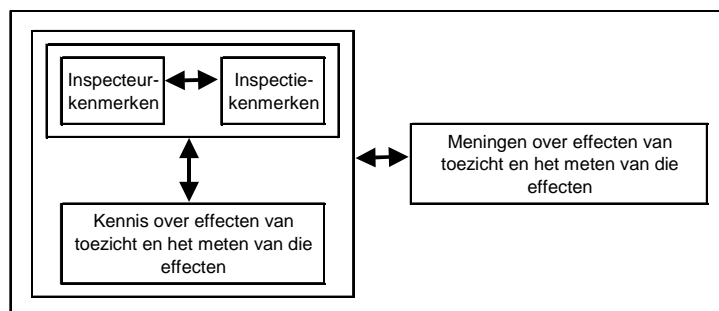 Inspecteur-
kenmerken
Inspectie-
kenmerken
Meningen over effecten van
toezicht en het meten van die
effecten
Kennis over effecten van
toezicht en het meten van die
effecten